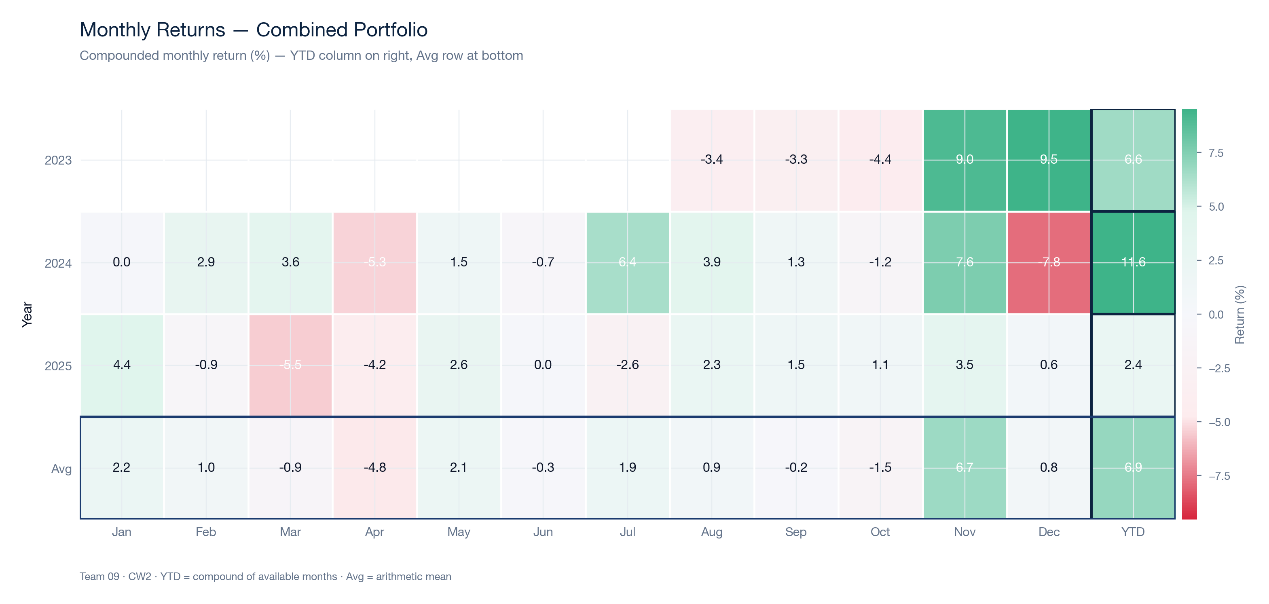 Monthly Returns — Combined Portfolio
Compounded monthly return (%) — YTD column on right, Avg row at bottom
2023 -3.4 -3.3 -4.4 9.0 9.5 6.6
2024 0.0 2.9 3.6 -5.3 1.5 -0.7 6.4 3.9 1.3 -1.2 7.6 -7.8 11.6
2025 4.4 -0.9 -5.5 -4.2 2.6 0.0 -2.6 2.3 1.5 1.1 3.5 0.6 2.4
Avg 2.2 1.0 -0.9 -4.8 2.1 -0.3 1.9 0.9 -0.2 -1.5 6.7 0.8 6.9
Year
Jan Feb Mar Apr May Jun Jul Aug Sep Oct Nov Dec YTD
7.5
5.0
2.5
0.0
−2.5
−5.0
−7.5
Return (%)
Team 09 · CW2 · YTD = compound of available months · Avg = arithmetic mean